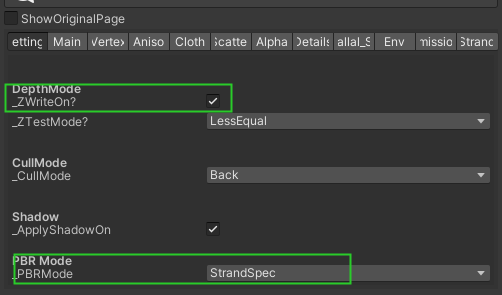 ShowOriginalPage
etting Main Vertex Aniso Cloth Scatte Alpha Details allal_S Env missio Stranc
DepthMode
_ZWriteOn?
_ZTestMode? LessEqual
CullMode
_CullMode Back
Shadow
_ApplyShadowOn
PBR Mode
_PBRMode StrandSpec